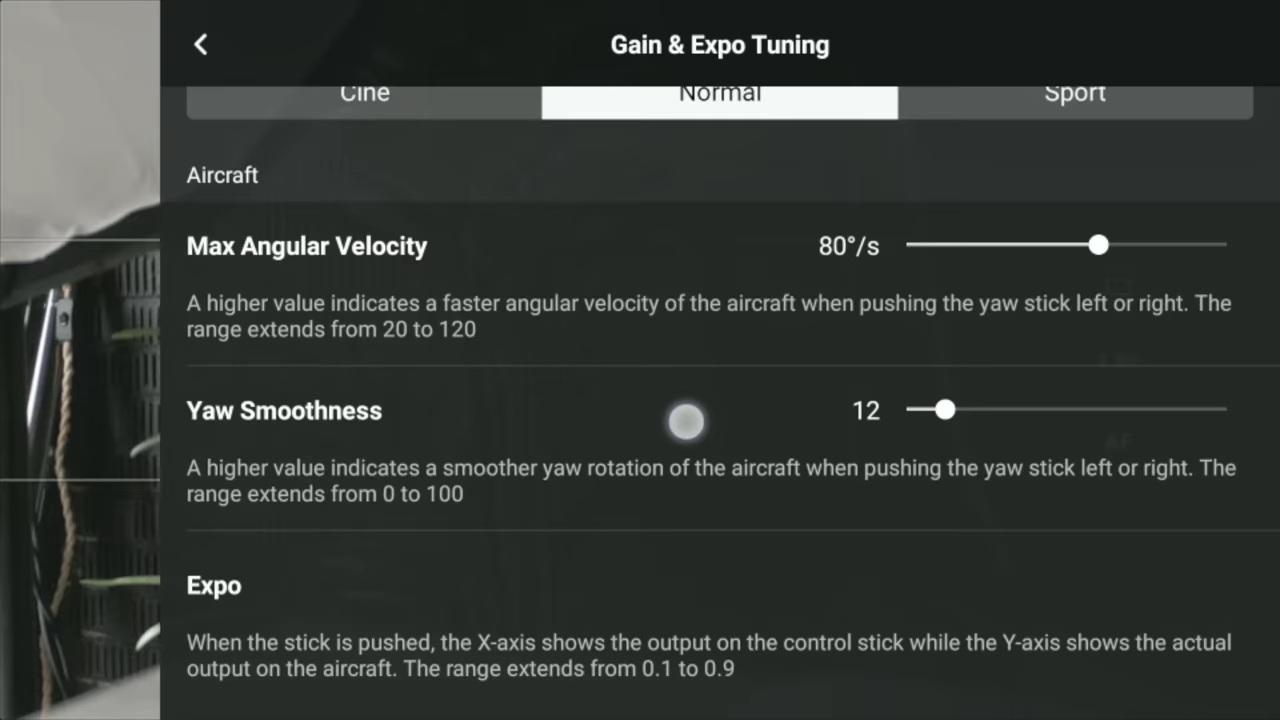 Gain & Expo Tuning
Cine
Normal
Sport
Aircraft
Max Angular Velocity
80°/s
A higher value indicates a faster angular velocity of the aircraft when pushing the yaw stick left or right. The
range extends from 20 to 120
Yaw Smoothness
12
A higher value indicates a smoother yaw rotation of the aircraft when pushing the yaw stick left or right. The
range extends from 0 to 100
Expo
When the stick is pushed, the X-axis shows the output on the control stick while the Y-axis shows the actual
output on the aircraft. The range extends from 0.1 to 0.9